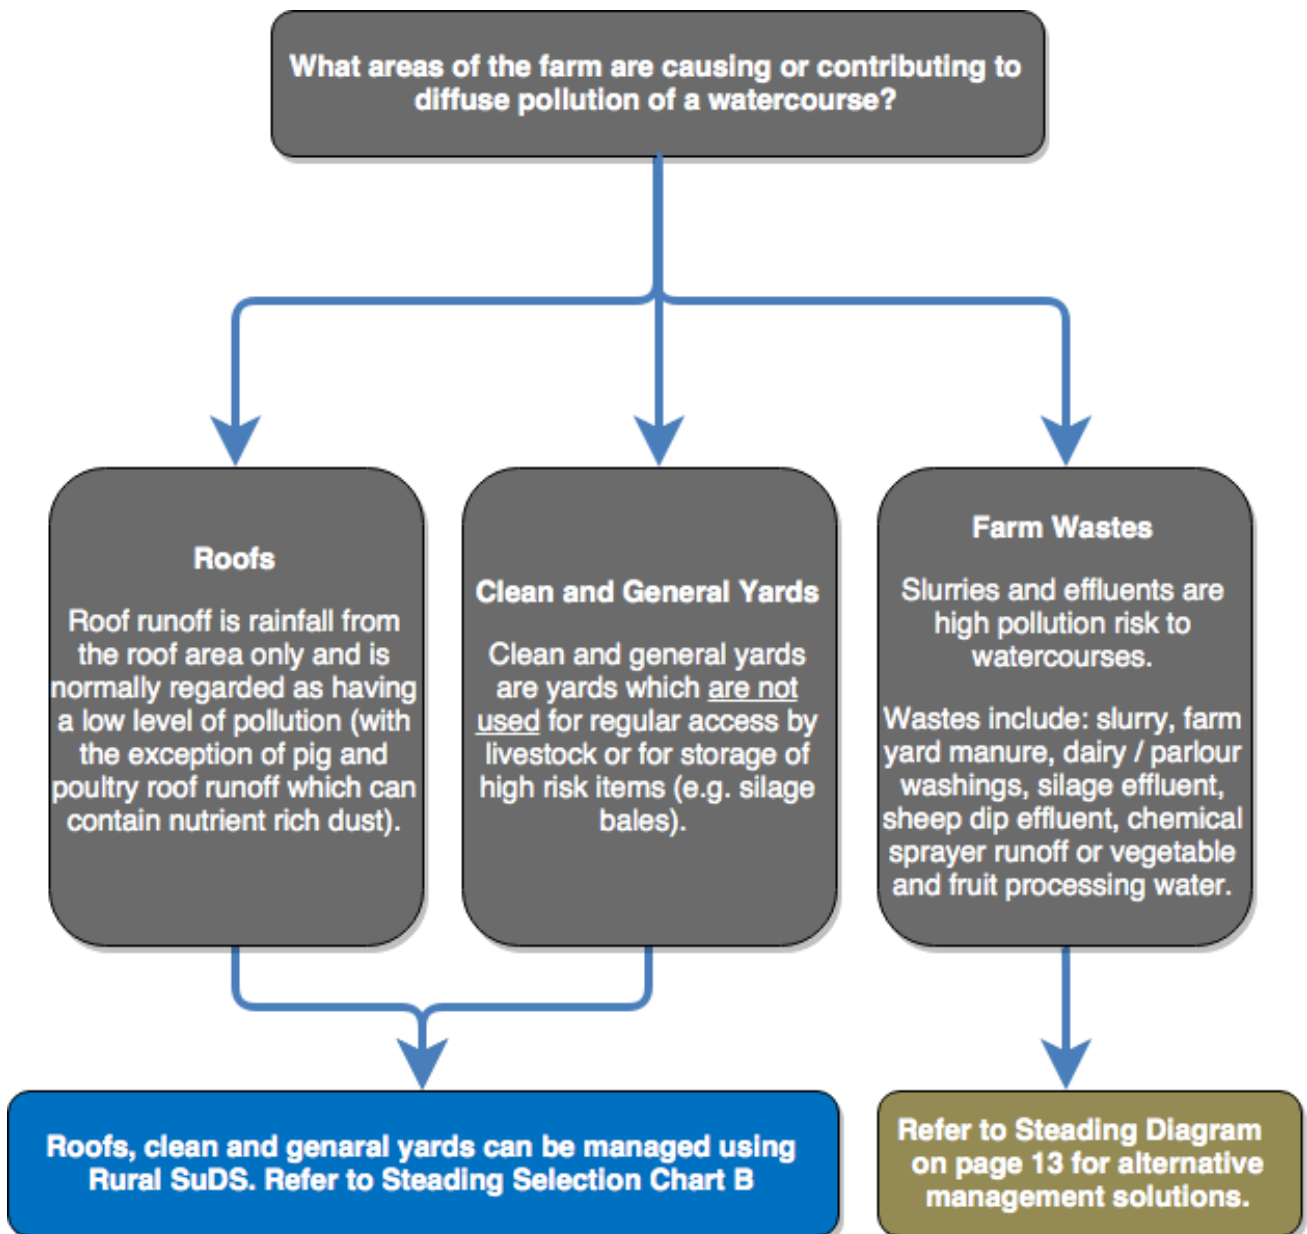 What areas of the farm are causing or contributing to
diffuse pollution of a watercourse?
Roofs
Roof runoff is rainfall from
the roof area only and is
normally regarded as having
a low level of pollution (with
the exception of pig and
poultry roof runoff which can
contain nutrient rich dust).
Clean and General Yards
Clean and general yards
are yards which are not
used for regular access by
livestock or for storage of
high risk items (e.g. silage
bales).
Farm Wastes
Slurries and effluents are
high pollution risk to
watercourses.
Wastes include: slurry, farm
yard manure, dairy / parlour
washings, silage effluent,
sheep dip effluent, chemical
sprayer runoff or vegetable
and fruit processing water.
Roofs, clean and genaral yards can be managed using
Rural SuDS. Refer to Steading Selection Chart B
Refer to Steading Diagram
on page 13 for alternative
management solutions.